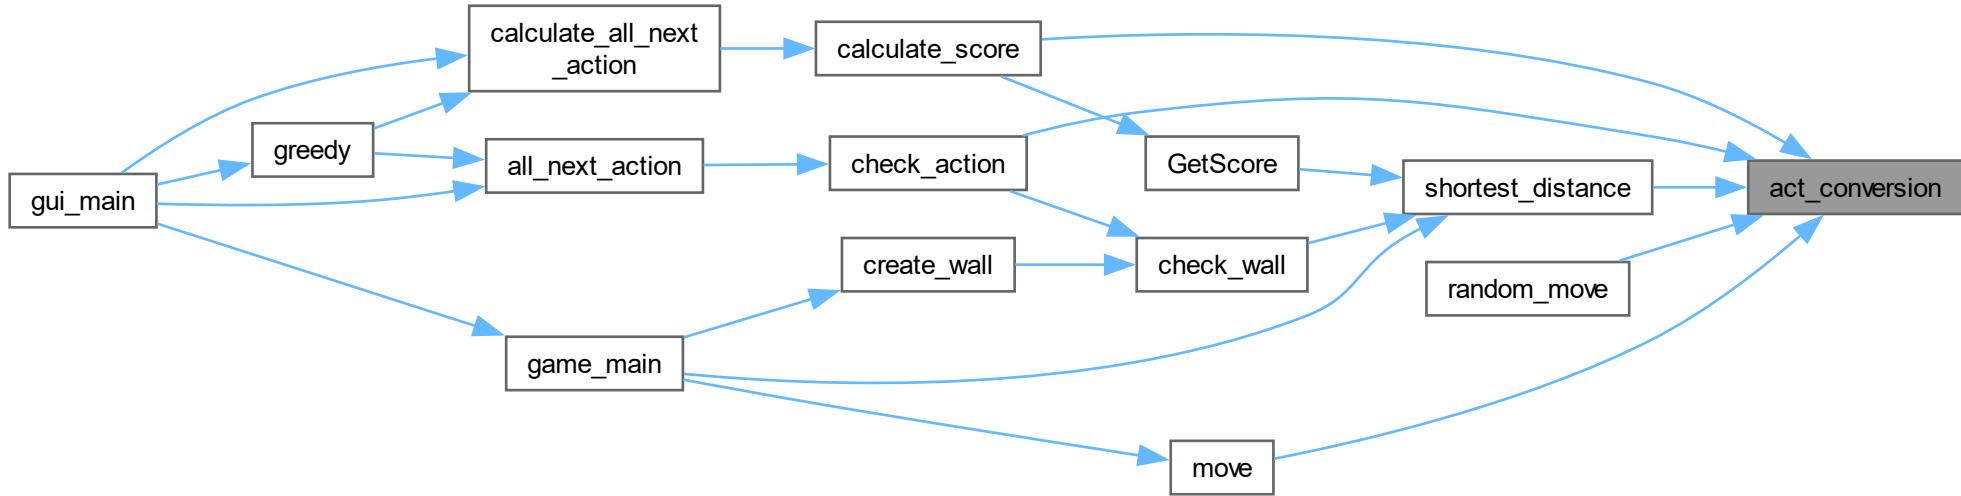 calculate_all_next
_action
calculate_score
greedy
all_next_action
check_action
GetScore
shortest_distance
act_conversion
gui_main
create_wall
check_wall
random_move
game_main
move